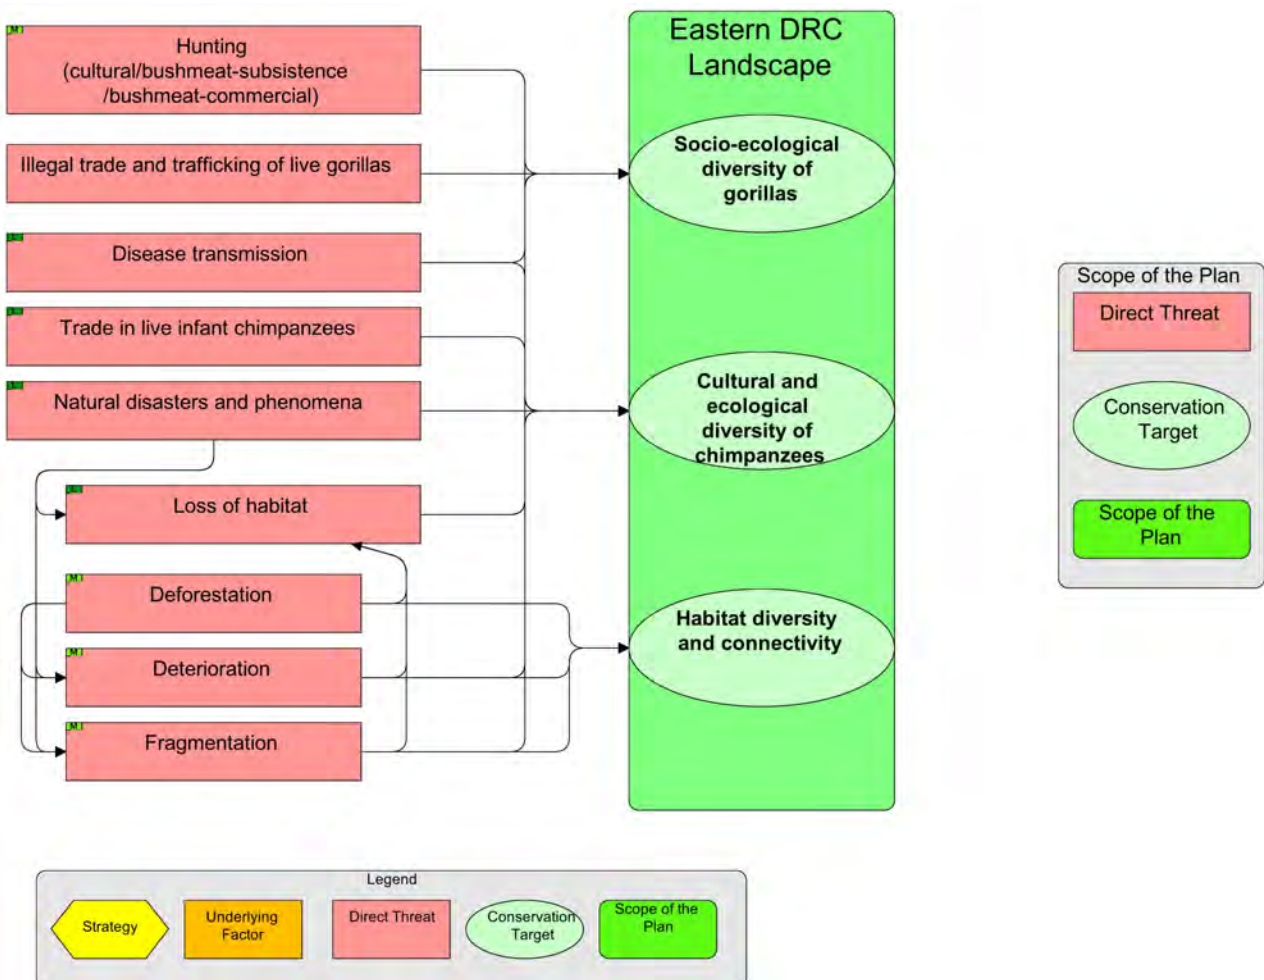 M
Hunting
(cultural/bushmeat-subsistence
/bushmeat-commercial)
Illegal trade and trafficking of live gorillas
L
Disease transmission
L
Trade in live infant chimpanzees
L
Natural disasters and phenomena
L
Loss of habitat
M
Deforestation
M
Deterioration
M
Fragmentation
Eastern DRC
Landscape
Socio-ecological
diversity of
gorillas
Cultural and
ecological
diversity of
chimpanzees
Habitat diversity
and connectivity
Scope of the Plan
Direct Threat
Conservation
Target
Scope of the
Plan
Legend
Strategy
Underlying
Factor
Direct Threat
Conservation
Target
Scope of the
Plan